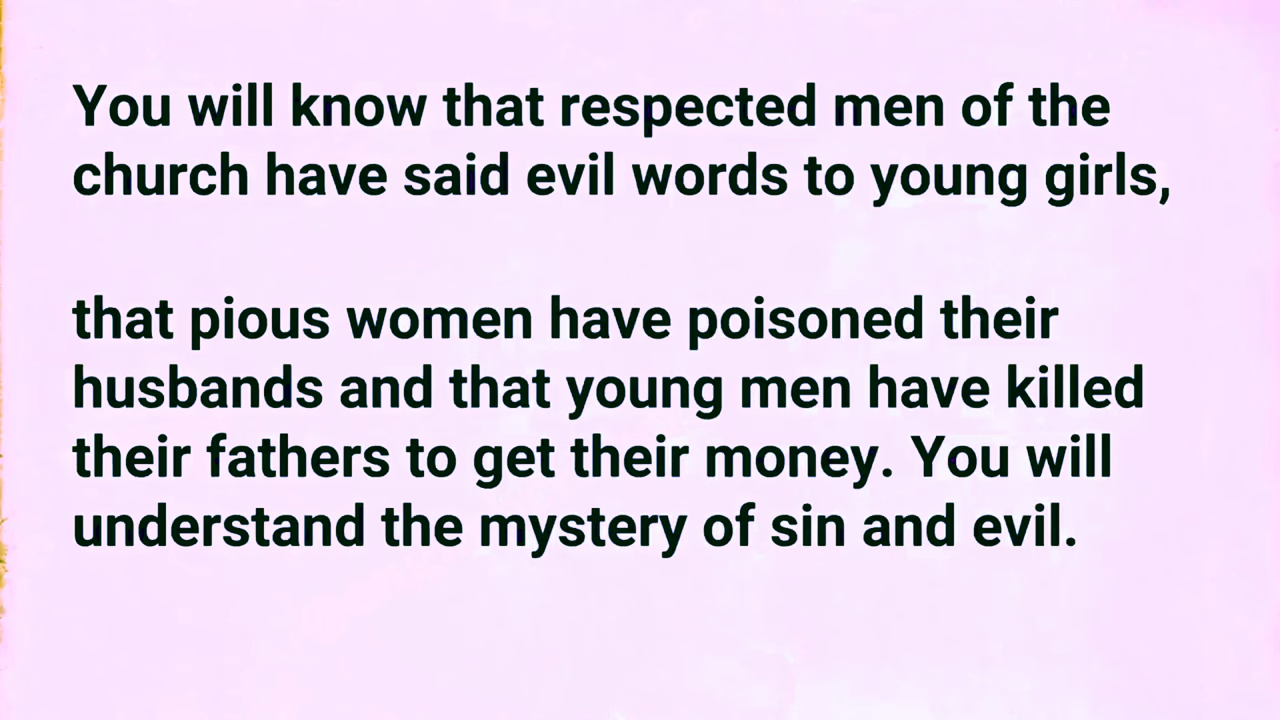 You will know that respected men of the
church have said evil words to young girls,
that pious women have poisoned their
husbands and that young men have killed
their fathers to get their money. You will
understand the mystery of sin and evil.